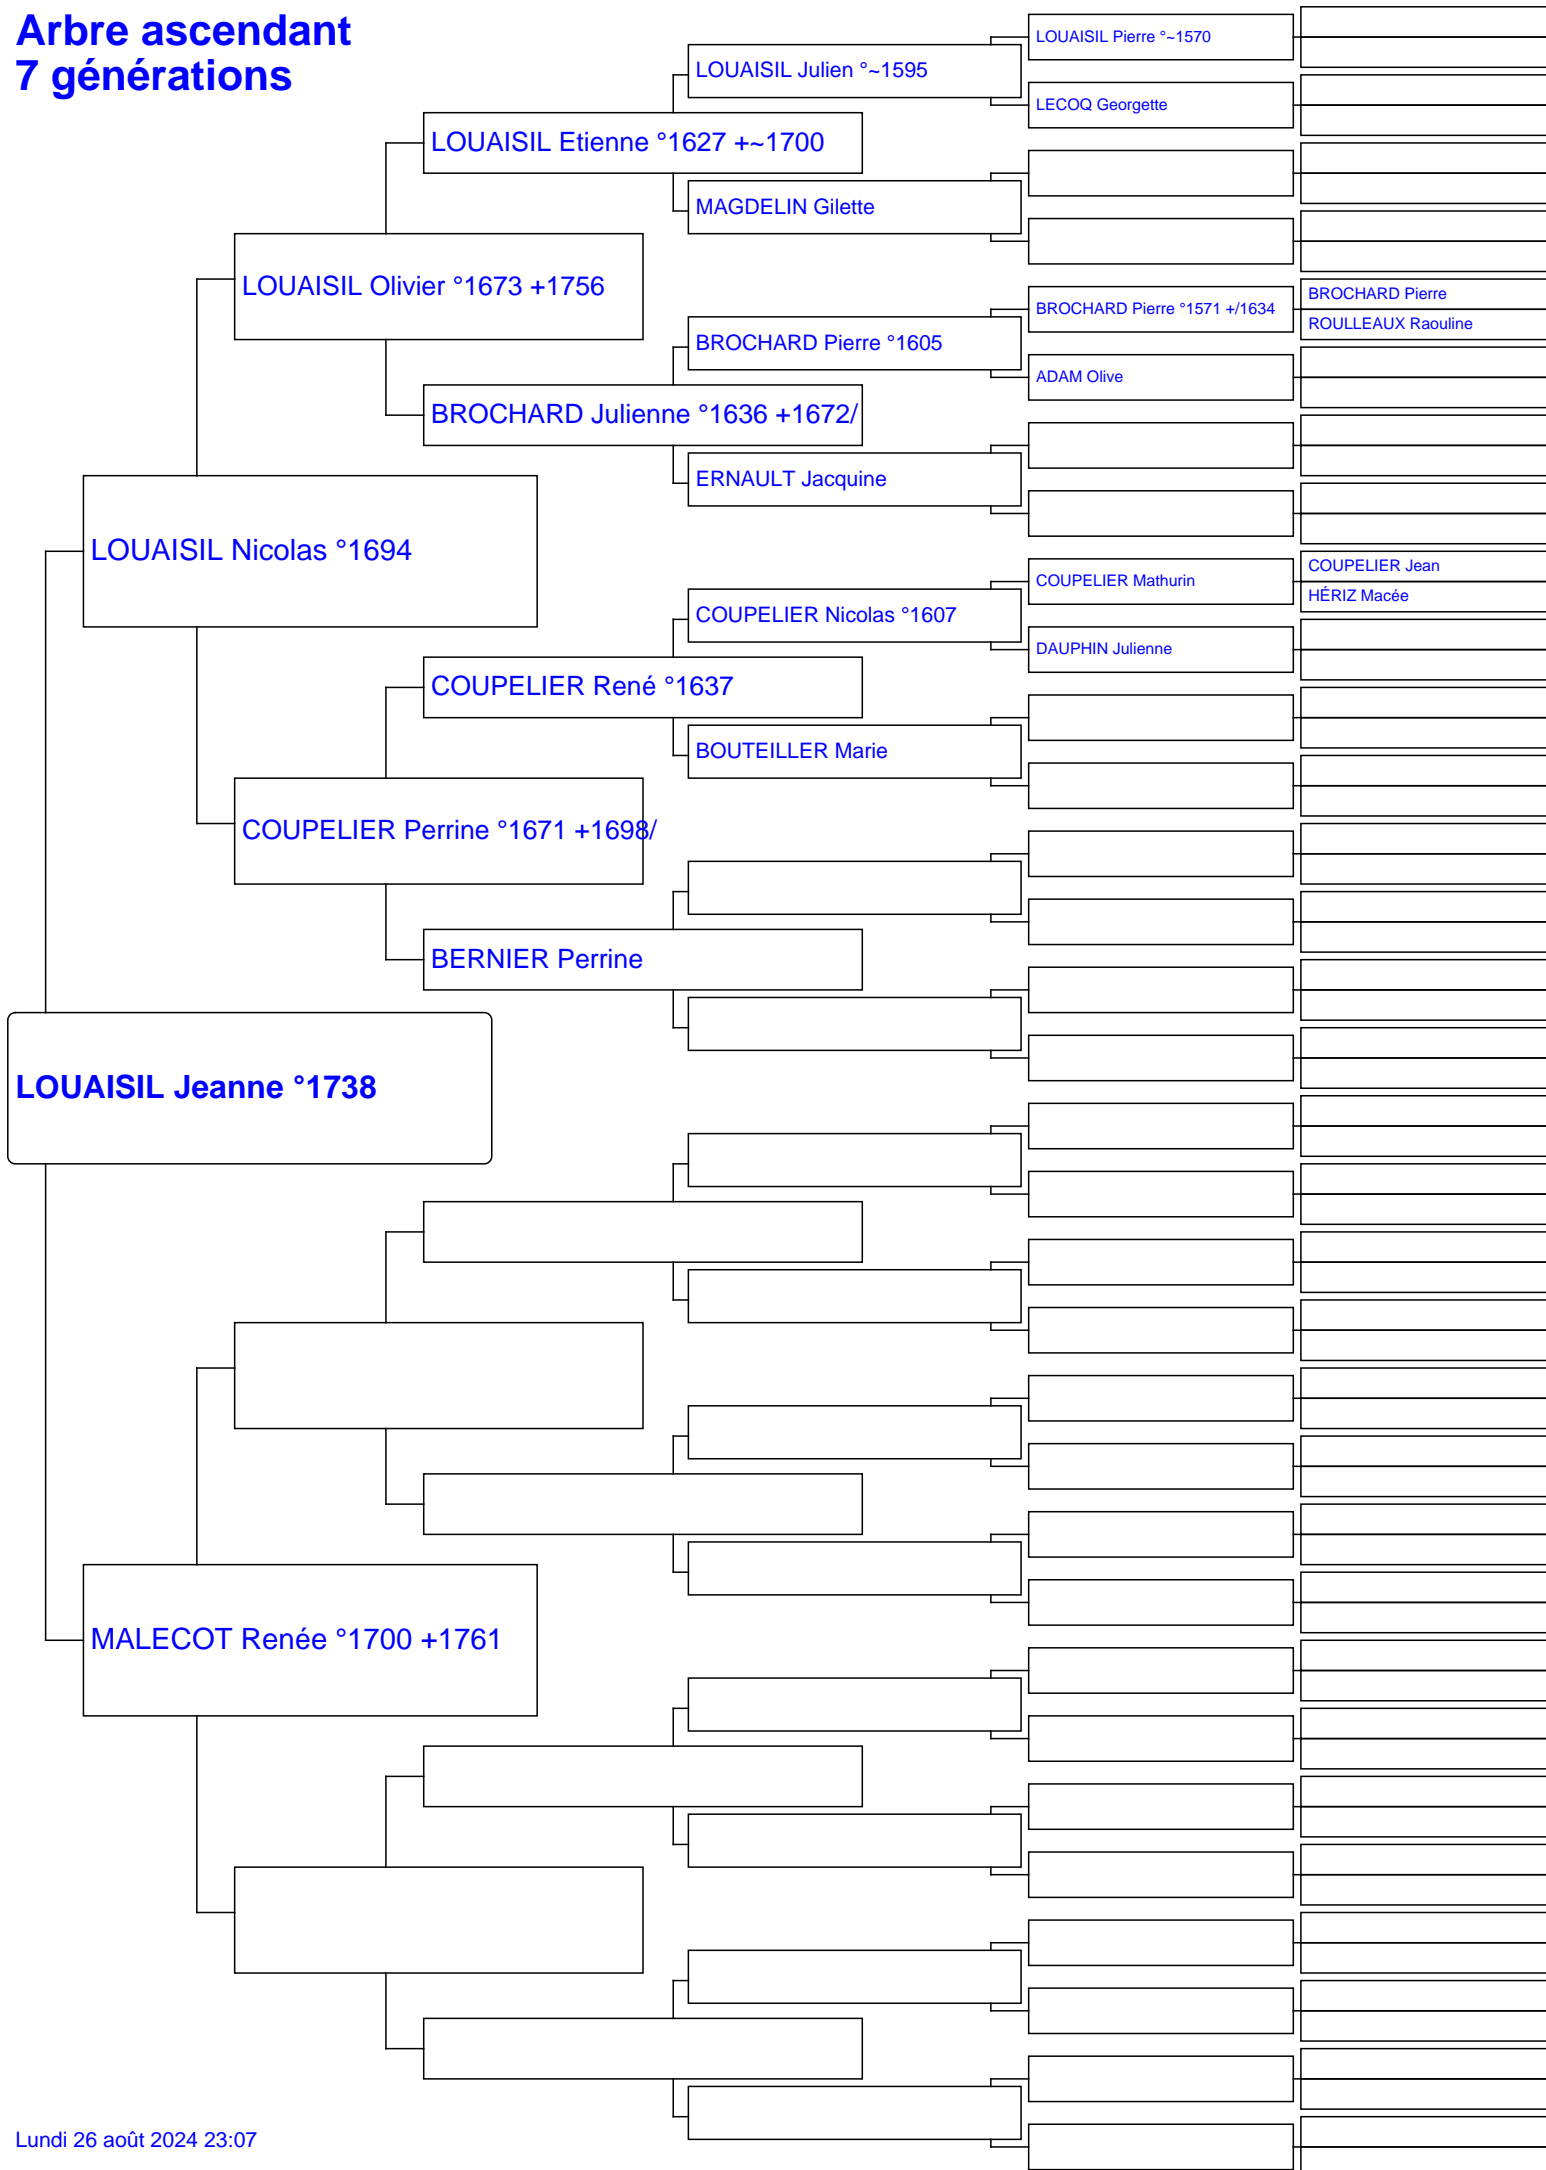 Arbre ascendant
7 générations
LOUAISIL Pierre °~1570
LOUAISIL Julien °~1595
LECOQ Georgette
LOUAISIL Etienne °1627 +~1700
MAGDELIN Gilette
LOUAISIL Olivier °1673 +1756
BROCHARD Pierre
BROCHARD Pierre °1571 +/1634
ROULLEAUX Raouline
BROCHARD Pierre °1605
ADAM Olive
BROCHARD Julienne °1636 +1672/
ERNAULT Jacquine
LOUAISIL Nicolas °1694
COUPELIER Jean
COUPELIER Mathurin
HÉRIZ Macée
COUPELIER Nicolas °1607
DAUPHIN Julienne
COUPELIER René °1637
BOUTEILLER Marie
COUPELIER Perrine °1671 +1698/
BERNIER Perrine
LOUAISIL Jeanne °1738
MALECOT Renée °1700 +1761
Lundi 26 août 2024 23:07